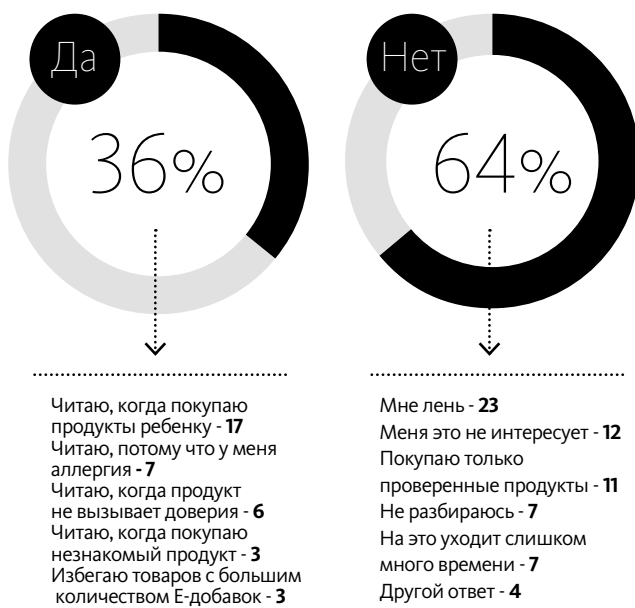 Да
36%
Читаю, когда покупаю
продукты ребенку - 17
Читаю, потому что у меня
аллергия - 7
Читаю, когда продукт
не вызывает доверия - 6
Читаю, когда покупаю
незнакомый продукт - 3
Избегаю товаров с большим
количеством Е-добавок - 3
Нет
64%
Мне лень - 23
Меня это не интересует - 12
Покупаю только
проверенные продукты - 11
Не разбираюсь - 7
На это уходит слишком
много времени - 7
Другой ответ - 4